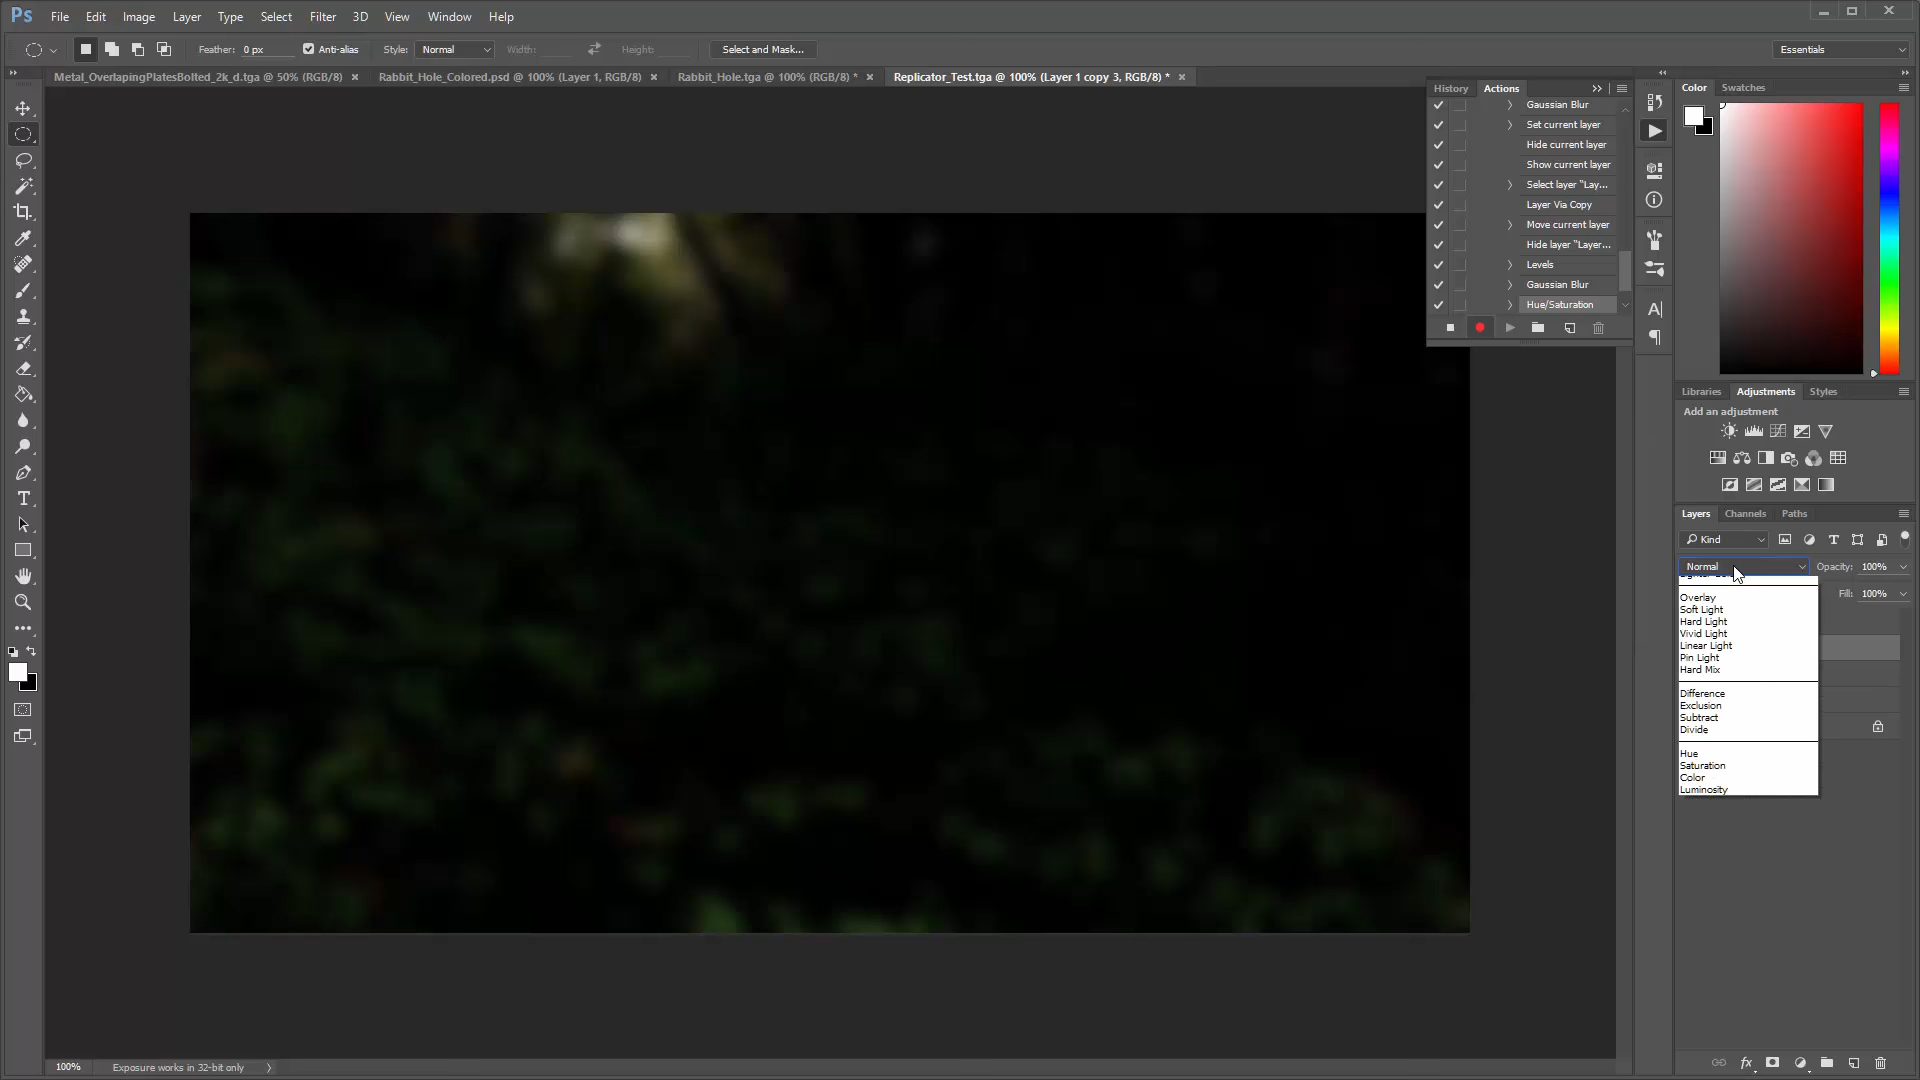 Ps File Edit Image Layer Type Select Filter 3D View Window Help
Feather: 0 px Anti-alias Style: Normal Width: Height: Select and Mask... Essentials
Metal_OverlapingPlatesBolted_2k_d.tga @ 50% (RGB/8) Rabbit_Hole_Colored.psd @ 100% (Layer 1, RGB/8) Rabbit_Hole.tga @ 100% (RGB/8) * Replicator_Test.tga @ 100% (Layer 1 copy 3, RGB/8) *
History Actions
Gaussian Blur
Set current layer
Hide current layer
Show current layer
Select layer "Lay...
Layer Via Copy
Move current layer
Hide layer "Layer...
Levels
Gaussian Blur
Hue/Saturation
Color Swatches
Libraries Adjustments Styles
Add an adjustment
Layers Channels Paths
Kind
Normal Opacity: 100%
Fill: 100%
Overlay
Soft Light
Hard Light
Vivid Light
Linear Light
Pin Light
Hard Mix
Difference
Exclusion
Subtract
Divide
Hue
Saturation
Color
Luminosity
100% Exposure works in 32-bit only